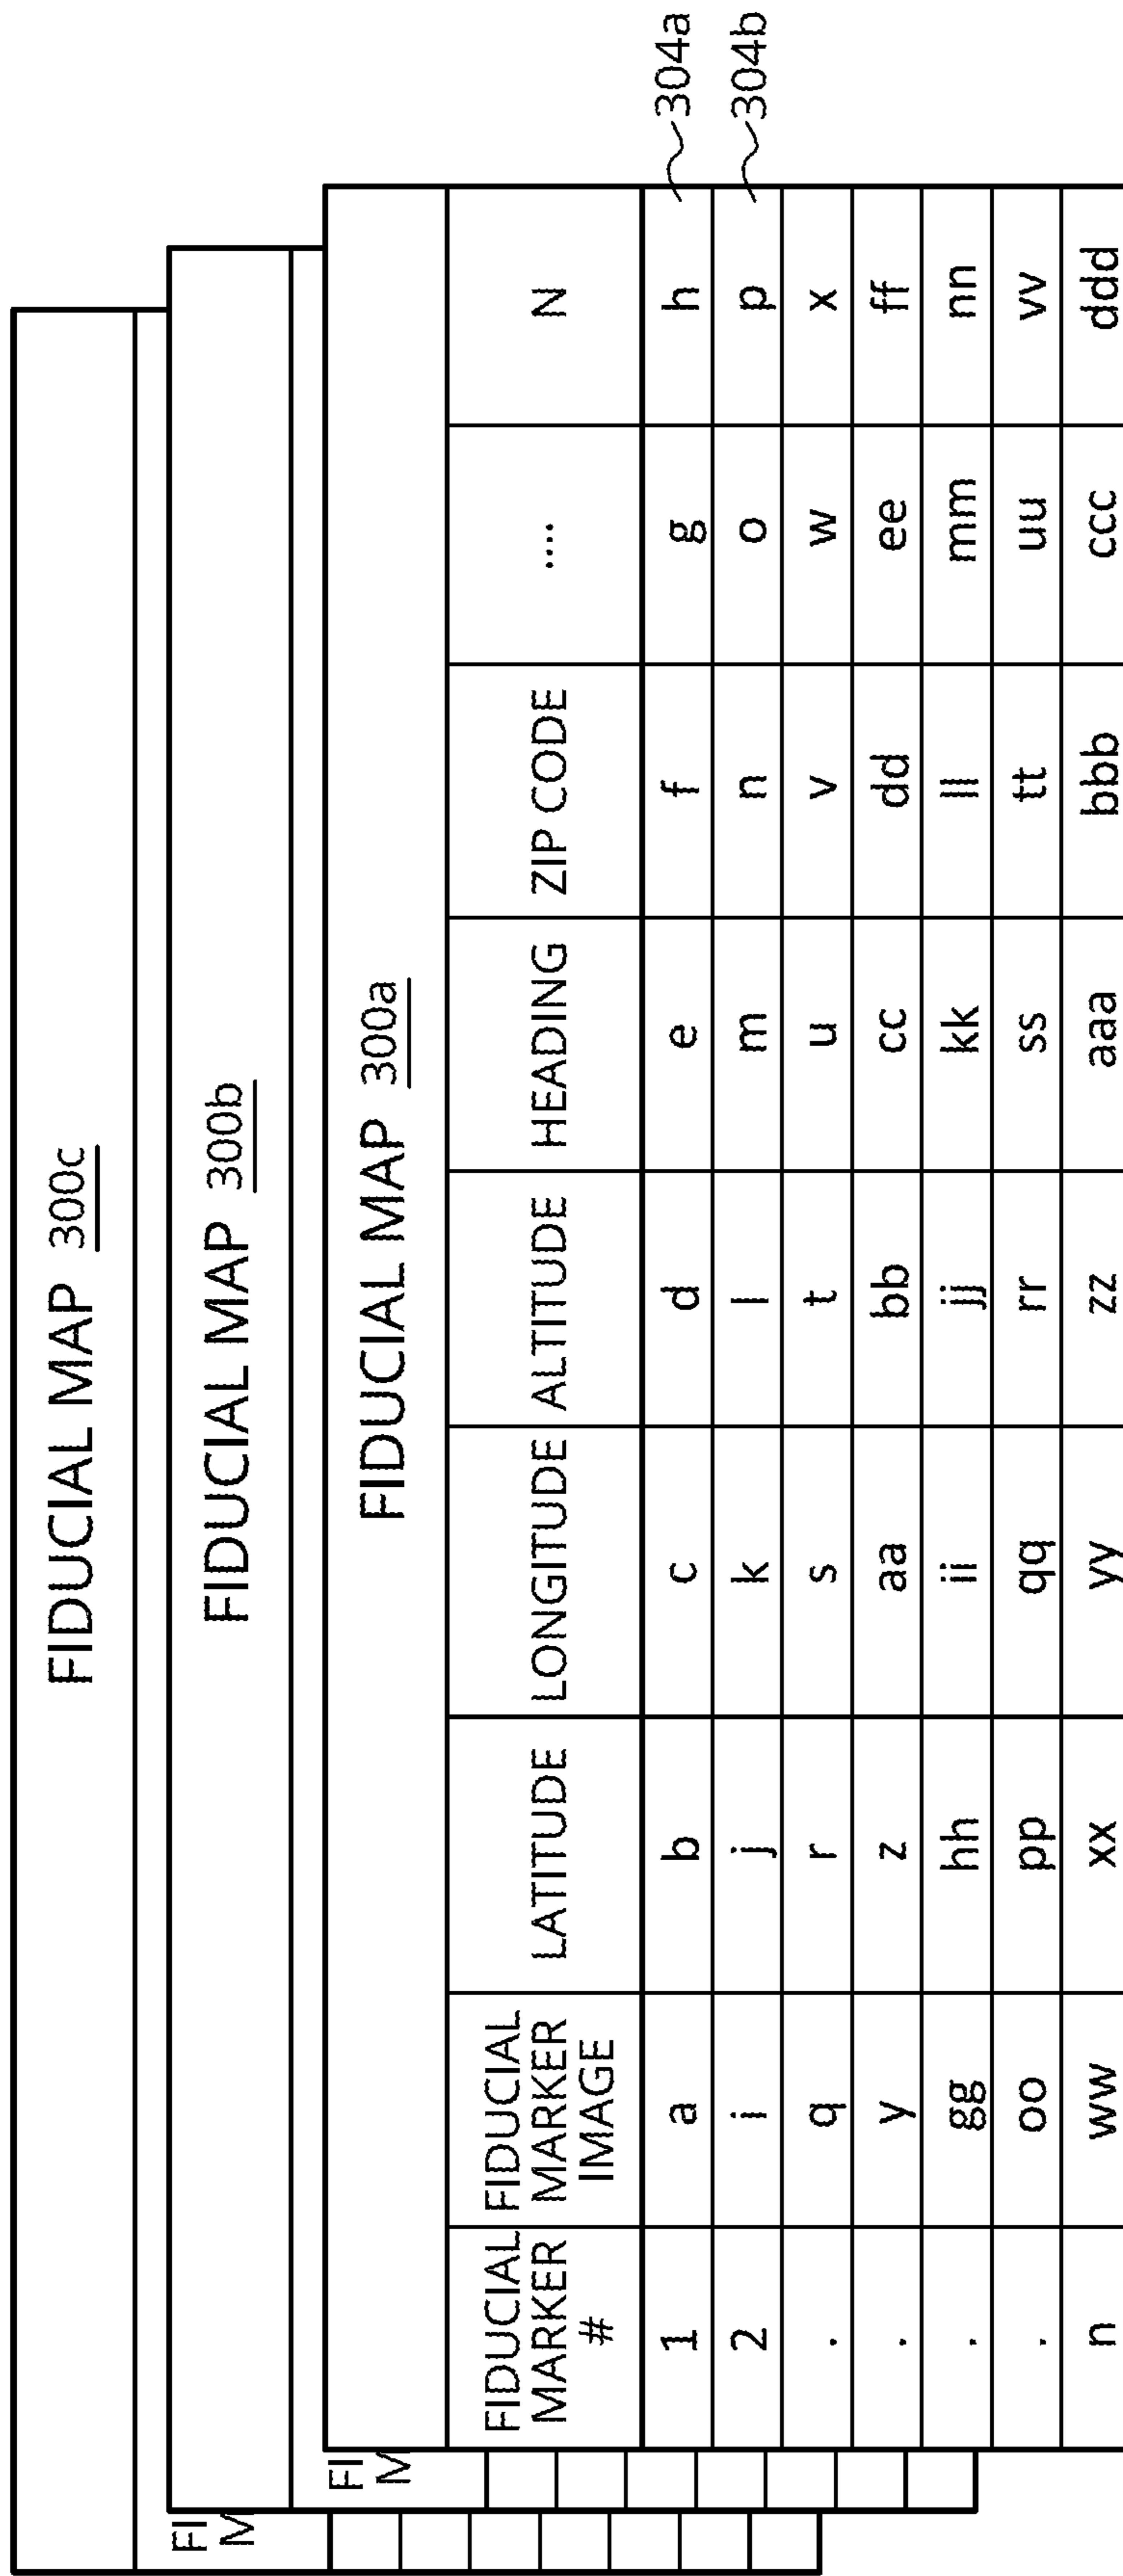 FIDUCIAL MAP 300c
FI
M
FIDUCIAL MAP 300b
FI
M
FIDUCIAL MAP 300a
FIDUCIAL MARKER # FIDUCIAL MARKER IMAGE LATITUDE LONGITUDE ALTITUDE HEADING ZIP CODE .... N
1 a b c d e f g h 304a
2 i j k l m n o p 304b
. q r s t u v w x
. y z aa bb cc dd ee ff
. gg hh ii jj kk ll mm nn
. oo pp qq rr ss tt uu vv
n ww xx yy zz aaa bbb ccc ddd